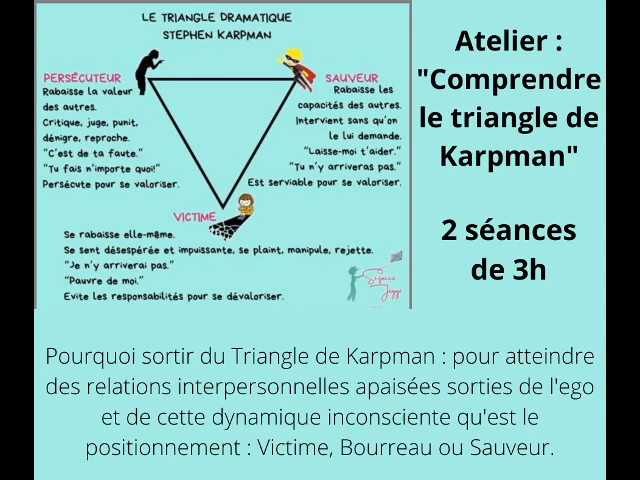 LE TRIANGLE DRAMATIQUE
STEPHEN KARPMAN
PERSÉCUTEUR
Rabaisse la valeur
des autres.
Critique, juge, punit,
dénigre, reproche.
"C'est de ta faute."
"Tu fais n'importe quoi!"
Persécute pour se valoriser.
SAUVEUR
Rabaisse les
capacités des autres.
Intervient sans qu'on
le lui demande.
"Laisse-moi t'aider."
"Tu n'y arriveras pas."
Est serviable pour se valoriser.
VICTIME
Se rabaisse elle-même.
Se sent désespérée et impuissante, se plaint, manipule, rejette.
"Je n'y arriverai pas."
"Pauvre de moi."
Evite les responsabilités pour se dévaloriser.
Atelier :
"Comprendre
le triangle de
Karpman"
2 séances
de 3h
Pourquoi sortir du Triangle de Karpman : pour atteindre
des relations interpersonnelles apaisées sorties de l'ego
et de cette dynamique inconsciente qu'est le
positionnement : Victime, Bourreau ou Sauveur.